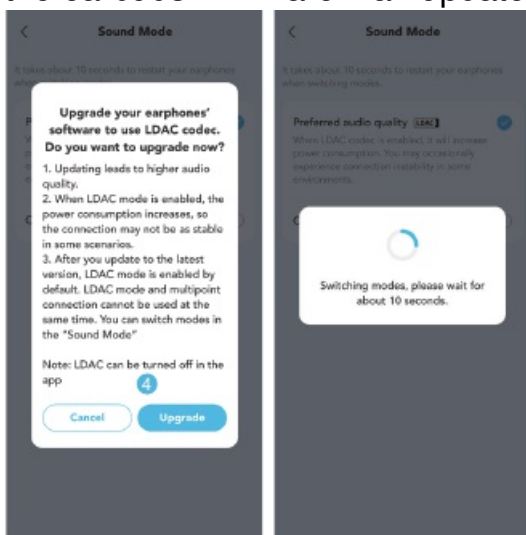 Sound Mode
It takes about 10 seconds to restart your earphones
when
Upgrade your earphones'
software to use LDAC codec.
Do you want to upgrade now?
1. Updating leads to higher audio
quality.
2. When LDAC mode is enabled, the
power consumption increases, so
the connection may not be as stable
in some scenarios.
3. After you update to the latest
version, LDAC mode is enabled by
default. LDAC mode and multipoint
connection cannot be used at the
same time. You can switch modes in
the "Sound Mode"
Note: LDAC can be turned off in the
app
4
Cancel
Upgrade
Sound Mode
It takes about 10 seconds to restart your earphones
when switching modes.
Preferred audio quality LDAC
When LDAC codec is enabled, it will increase
power consumption. You may occasionally
experience connection instability in some
environments.
Switching modes, please wait for
about 10 seconds.